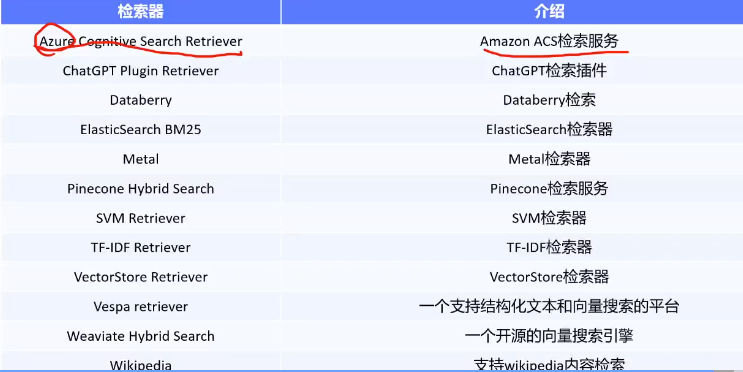 检索器 介绍
Azure Cognitive Search Retriever Amazon ACS检索服务
ChatGPT Plugin Retriever ChatGPT检索插件
Databerry Databerry检索
ElasticSearch BM25 ElasticSearch检索器
Metal Metal检索器
Pinecone Hybrid Search Pinecone检索服务
SVM Retriever SVM检索器
TF-IDF Retriever TF-IDF检索器
VectorStore Retriever VectorStore检索器
Vespa retriever 一个支持结构化文本和向量搜索的平台
Weaviate Hybrid Search 一个开源的向量搜索引擎
Wikipedia 支持wikipedia内容检索